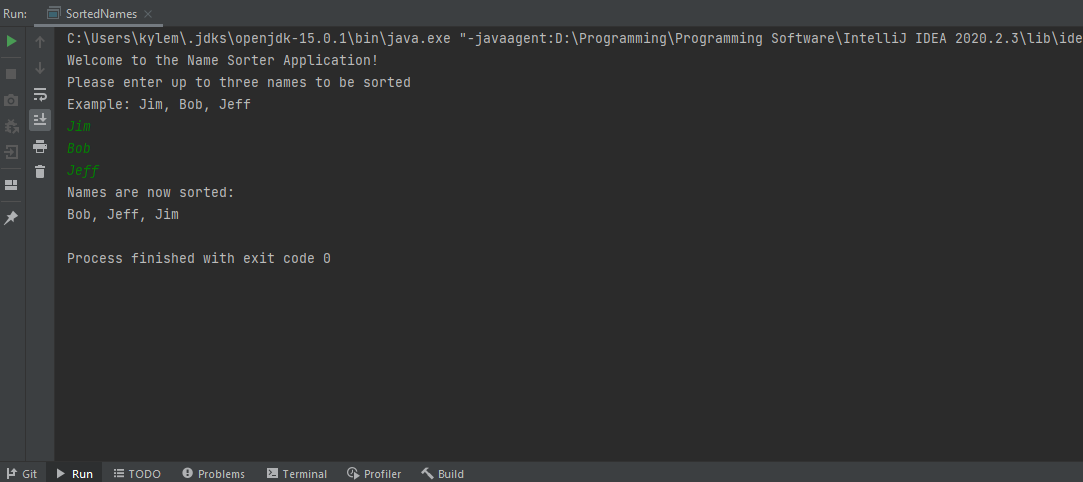 Run: SortedNames
C:\Users\kylem\.jdks\openjdk-15.0.1\bin\java.exe "-javaagent:D:\Programming\Programming Software\IntelliJ IDEA 2020.2.3\lib\ide
Welcome to the Name Sorter Application!
Please enter up to three names to be sorted
Example: Jim, Bob, Jeff
Jim
Bob
Jeff
Names are now sorted:
Bob, Jeff, Jim
Process finished with exit code 0
Git Run TODO Problems Terminal Profiler Build